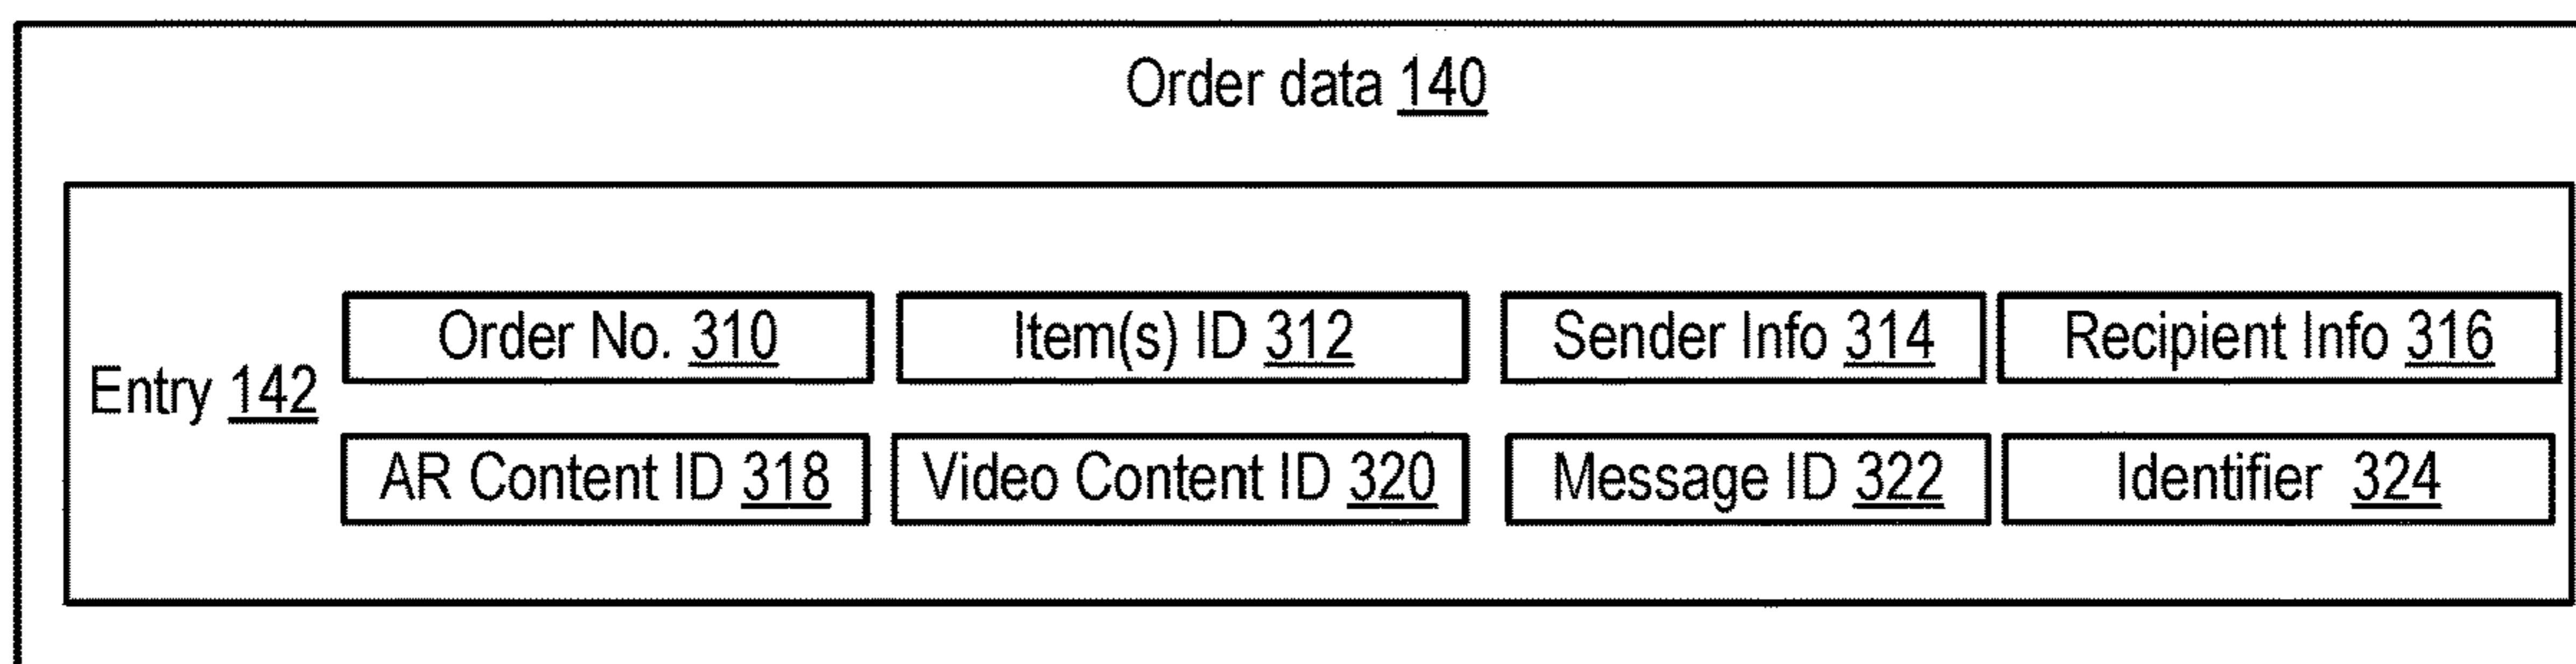 Order data 140
Order No. 310 Item(s) ID 312 Sender Info 314 Recipient Info 316
Entry 142
AR Content ID 318 Video Content ID 320 Message ID 322 Identifier 324